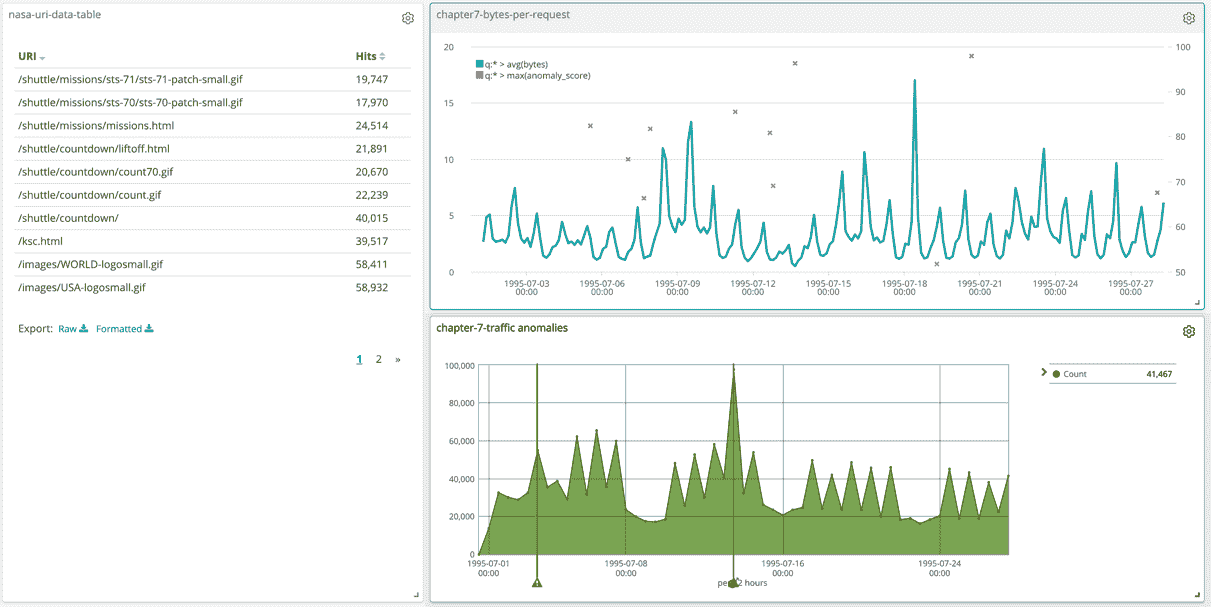 nasa-uri-data-table
URI Hits
/shuttle/missions/sts-71/sts-71-patch-small.gif 19,747
/shuttle/missions/sts-70/sts-70-patch-small.gif 17,970
/shuttle/missions/missions.html 24,514
/shuttle/countdown/liftoff.html 21,891
/shuttle/countdown/count70.gif 20,670
/shuttle/countdown/count.gif 22,239
/shuttle/countdown/ 40,015
/ksc.html 39,517
/images/WORLD-logosmall.gif 58,411
/images/USA-logosmall.gif 58,932
Export: Raw Formatted
1 2 »
chapter7-bytes-per-request
q:* > avg(bytes)
q:* > max(anomaly_score)
20
15
10
5
0
100
90
80
70
60
50
1995-07-03 1995-07-06 1995-07-09 1995-07-12 1995-07-15 1995-07-18 1995-07-21 1995-07-24 1995-07-27
00:00 00:00 00:00 00:00 00:00 00:00 00:00 00:00 00:00
chapter-7-traffic anomalies
100,000
80,000
60,000
40,000
20,000
0
1995-07-01 1995-07-08 1995-07-16 1995-07-24
00:00 00:00 00:00 00:00
hours
Count 41,467